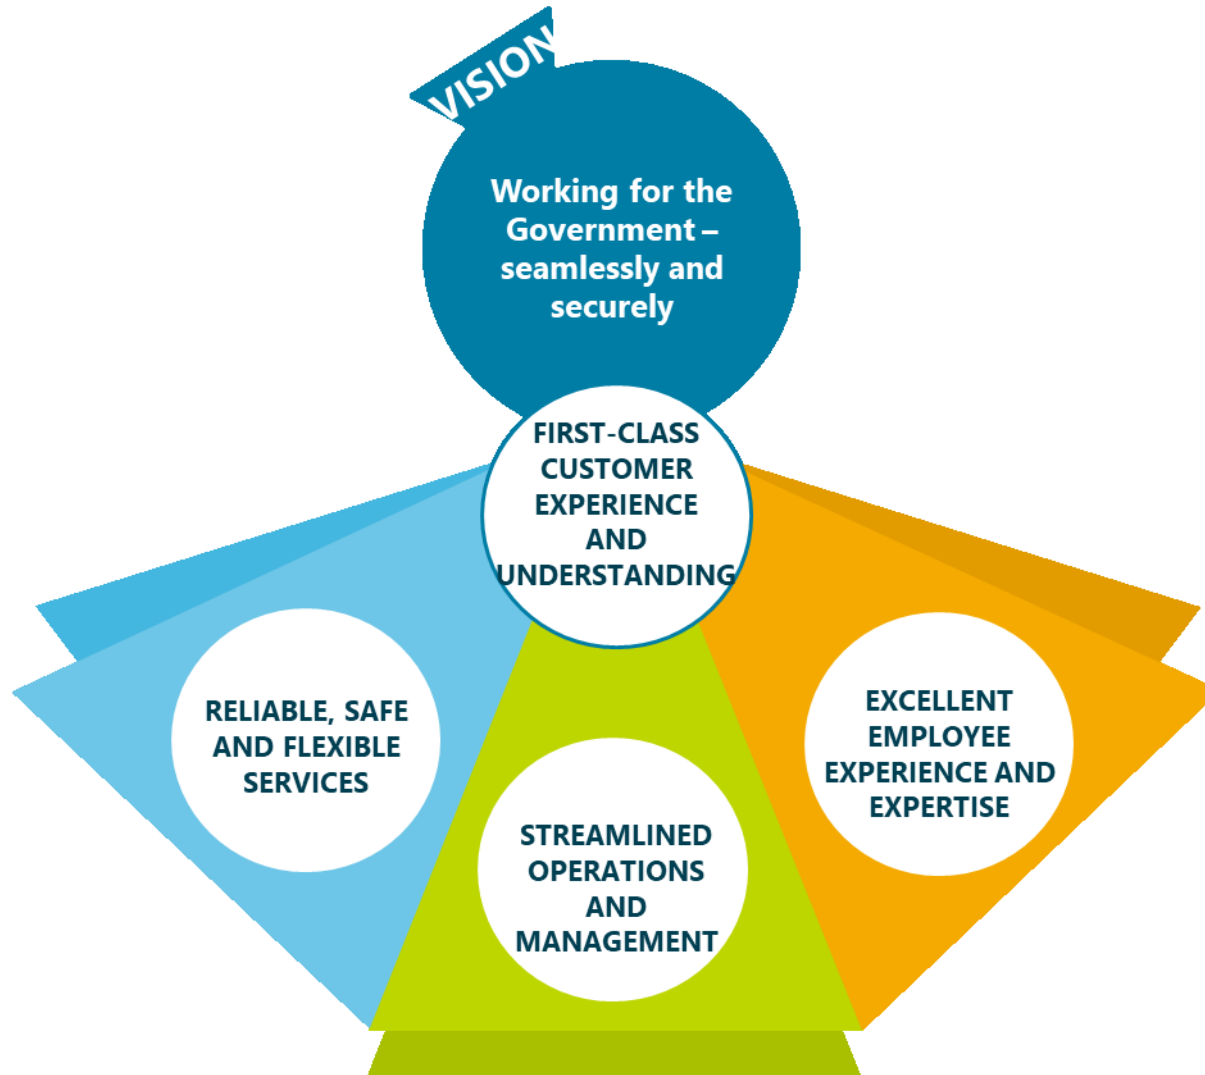 VISION
Working for the
Government –
seamlessly and
securely
FIRST-CLASS
CUSTOMER
EXPERIENCE
AND
UNDERSTANDING
RELIABLE, SAFE
AND FLEXIBLE
SERVICES
STREAMLINED
OPERATIONS
AND
MANAGEMENT
EXCELLENT
EMPLOYEE
EXPERIENCE AND
EXPERTISE